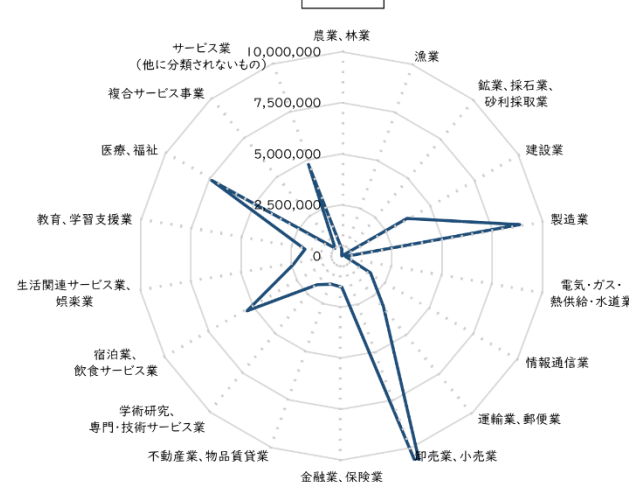 農業、林業
漁業
鉱業、採石業、
砂利採取業
建設業
製造業
電気・ガス・
熱供給・水道業
情報通信業
運輸業、郵便業
卸売業、小売業
金融業、保険業
不動産業、物品賃貸業
学術研究、
専門・技術サービス業
宿泊業、
飲食サービス業
生活関連サービス業、
娯楽業
教育、学習支援業
医療、福祉
複合サービス事業
サービス業
(他に分類されないもの)
10,000,000
7,500,000
5,000,000
2,500,000
0